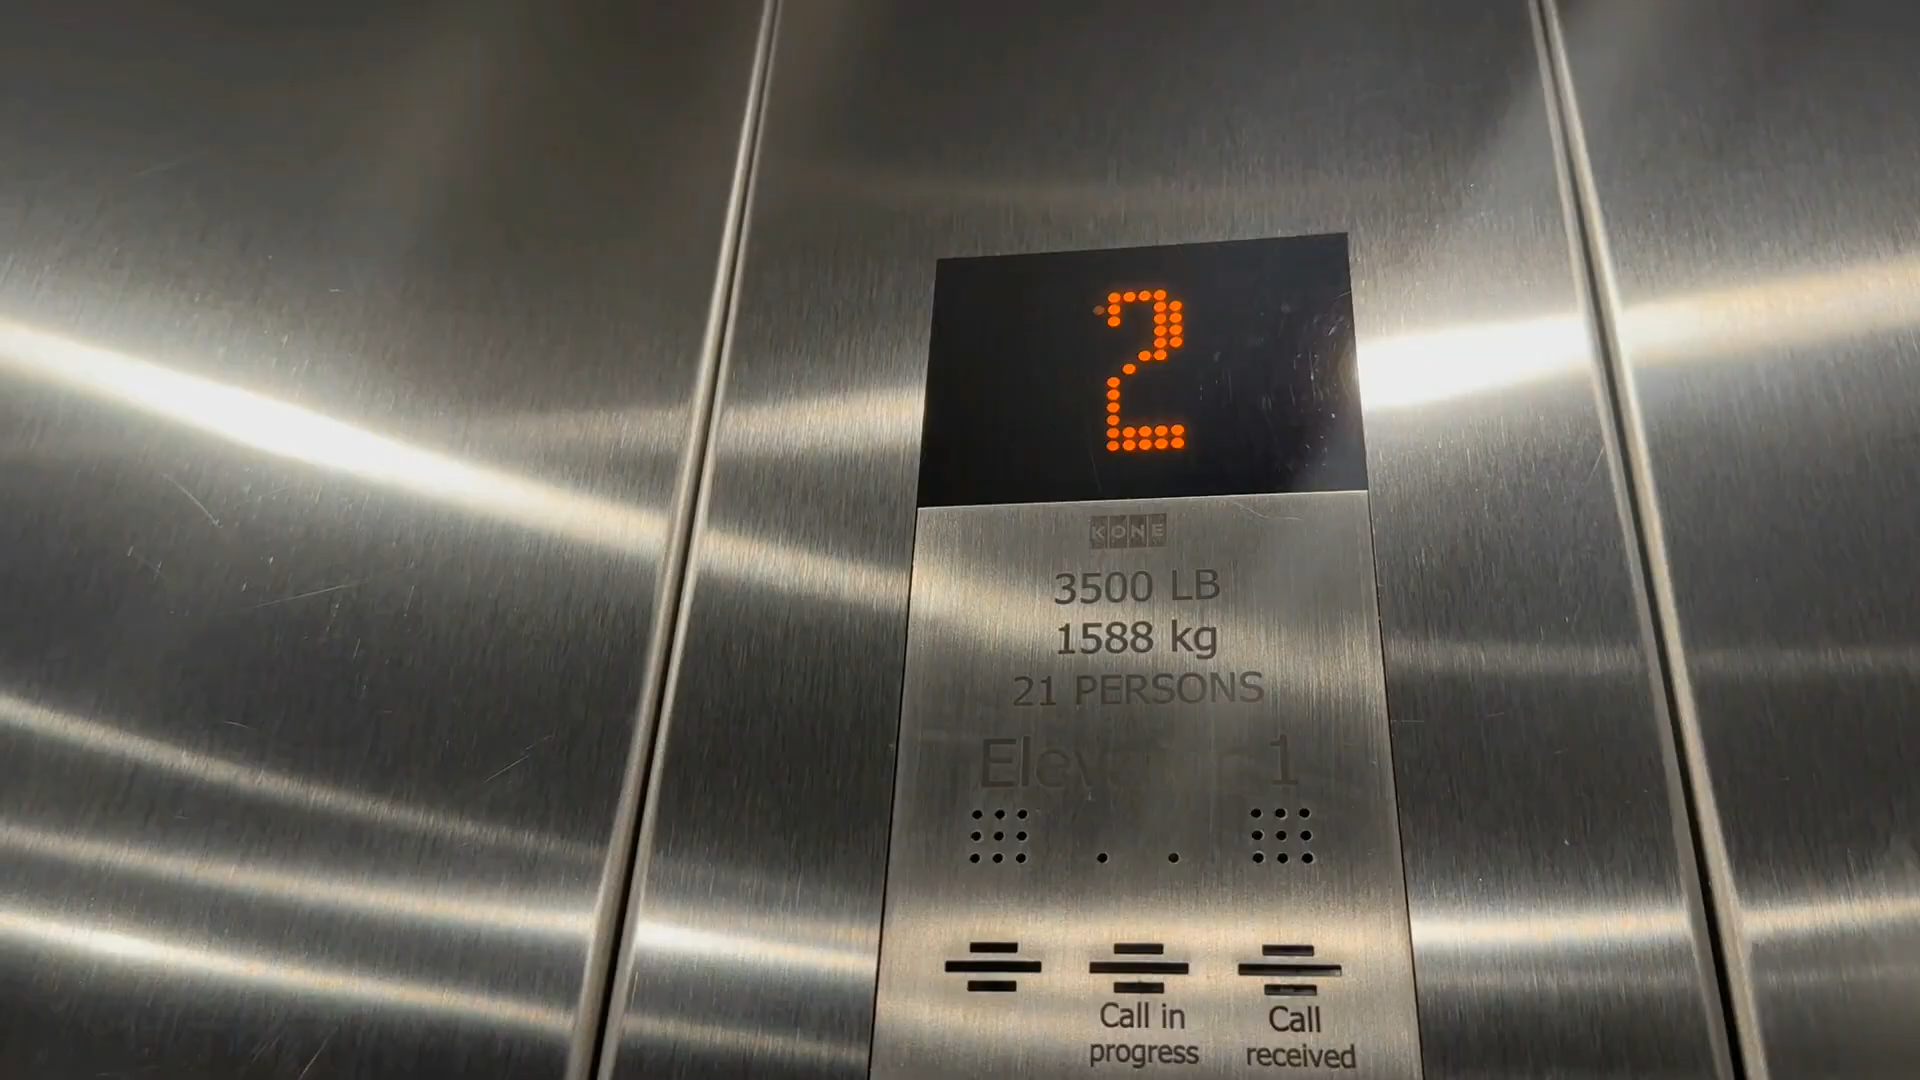 2
KONE
3500 LB
1588 kg
21 PERSONS
Elevator 1
Call in
progress
Call
received